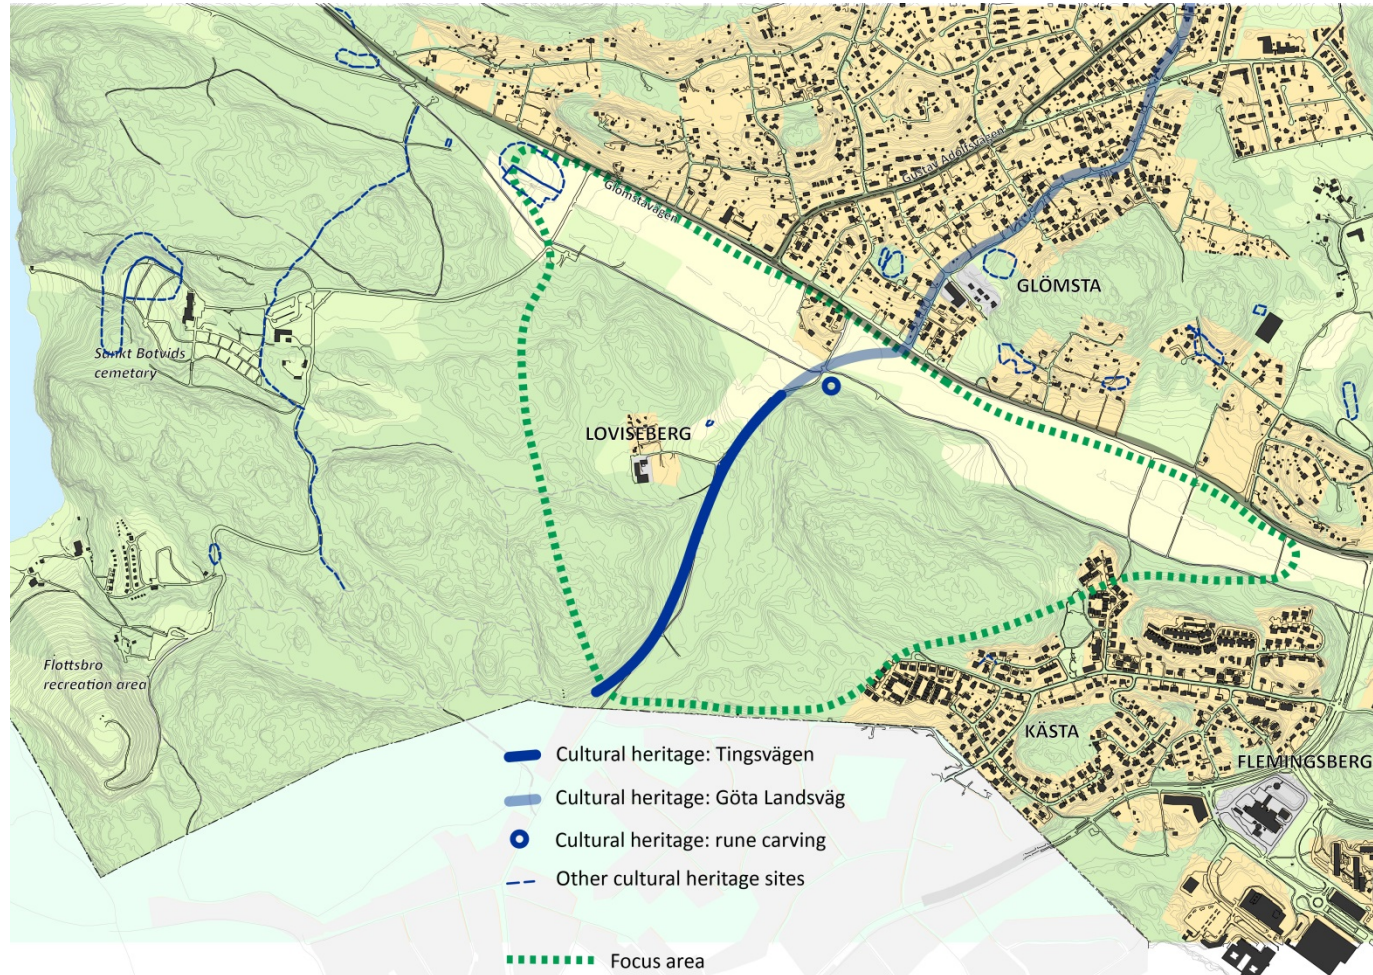 Gustav Adolfsvägen
Glömstavägen
GLÖMSTA
Sankt Botvids
cemetary
LOVISEBERG
Flottsbro
recreation area
KÄSTA
FLEMINGSBERG
Cultural heritage: Tingsvägen
Cultural heritage: Göta Landsväg
Cultural heritage: rune carving
Other cultural heritage sites
Focus area